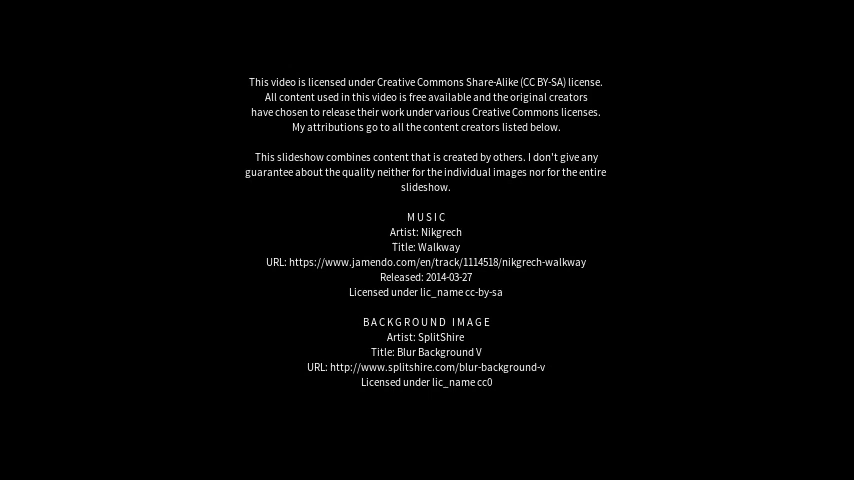 This video is licensed under Creative Commons Share-Alike (CC BY-SA) license.
All content used in this video is free available and the original creators
have chosen to release their work under various Creative Commons licenses.
My attributions go to all the content creators listed below.
This slideshow combines content that is created by others. I don't give any
guarantee about the quality neither for the individual images nor for the entire
slideshow.
M U S I C
Artist: Nikgrech
Title: Walkway
URL: https://www.jamendo.com/en/track/1114518/nikgrech-walkway
Released: 2014-03-27
Licensed under lic_name cc-by-sa
B A C K G R O U N D   I M A G E
Artist: SplitShire
Title: Blur Background V
URL: http://www.splitshire.com/blur-background-v
Licensed under lic_name cc0